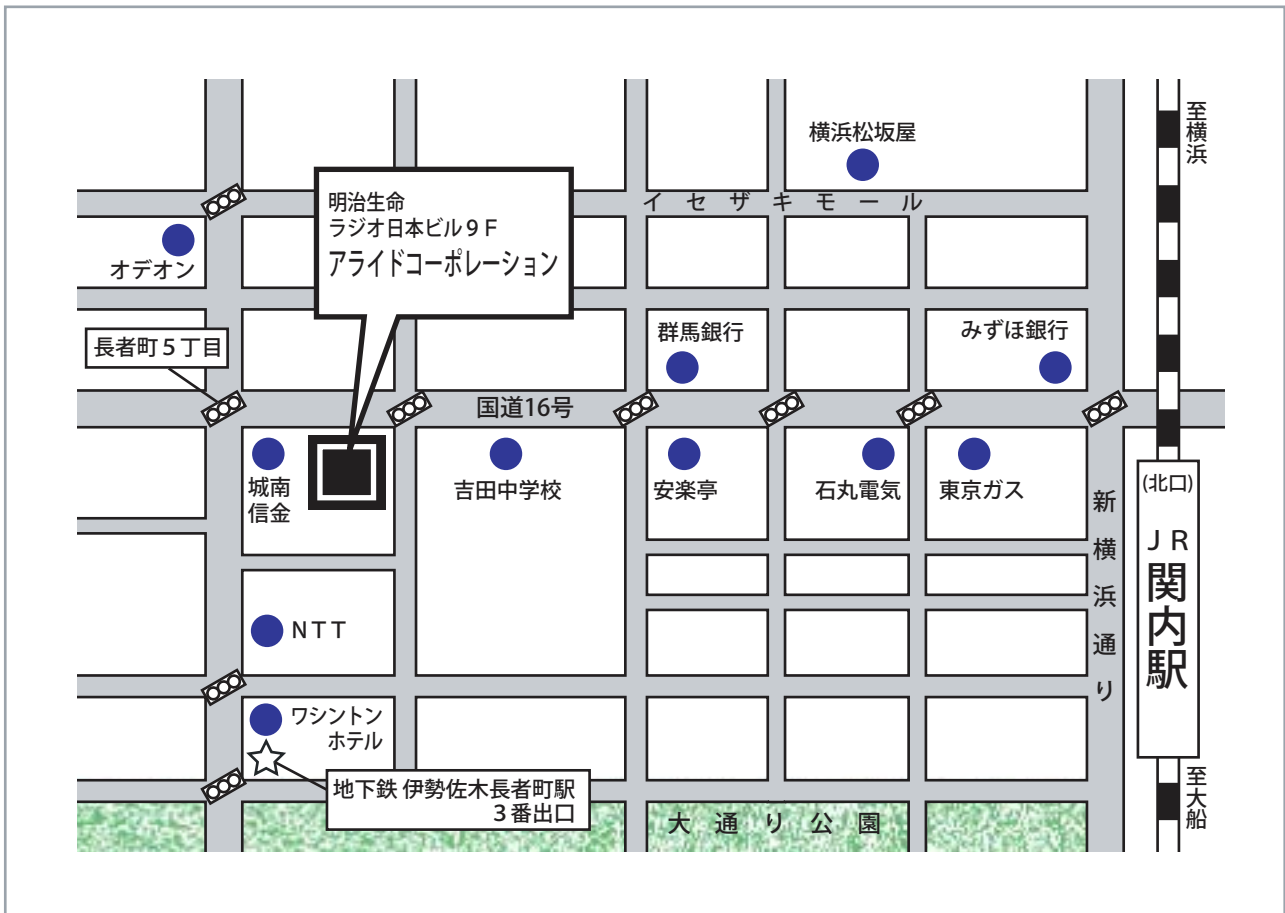 至横浜
横浜松坂屋
イセザキモール
明治生命
ラジオ日本ビル9F
アライドコーポレーション
オデオン
長者町5丁目
群馬銀行
みずほ銀行
国道16号
城南
信金
吉田中学校
安楽亭
石丸電気
東京ガス
新横浜通り
(北口)
JR
関内駅
NTT
ワシントン
ホテル
地下鉄 伊勢佐木長者町駅
3番出口
至大船
大通り公園